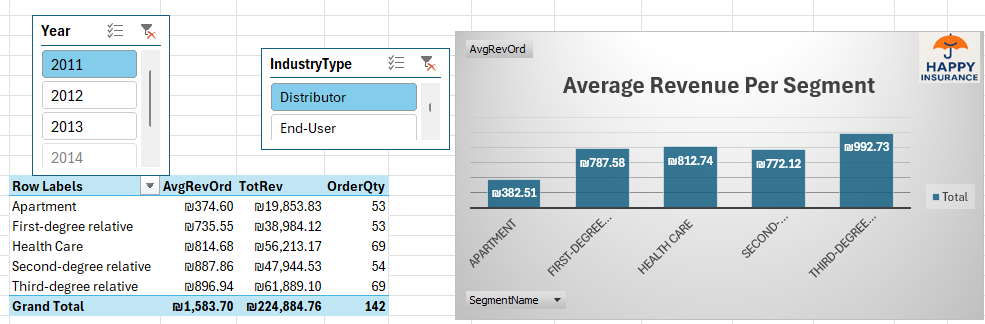 Year
2011
2012
2013
2014
IndustryType
Distributor
End-User
Row Labels AvgRevOrd TotRev OrderQty
Apartment ₪374.60 ₪19,853.83 53
First-degree relative ₪735.55 ₪38,984.12 53
Health Care ₪814.68 ₪56,213.17 69
Second-degree relative ₪887.86 ₪47,944.53 54
Third-degree relative ₪896.94 ₪61,889.10 69
Grand Total ₪1,583.70 ₪224,884.76 142
AvgRevOrd
HAPPY
INSURANCE
Average Revenue Per Segment
₪382.51
₪787.58
₪812.74
₪772.12
₪992.73
Total
APARTMENT
FIRST-DEGREE...
HEALTH CARE
SECOND-...
THIRD-DEGREE...
SegmentName